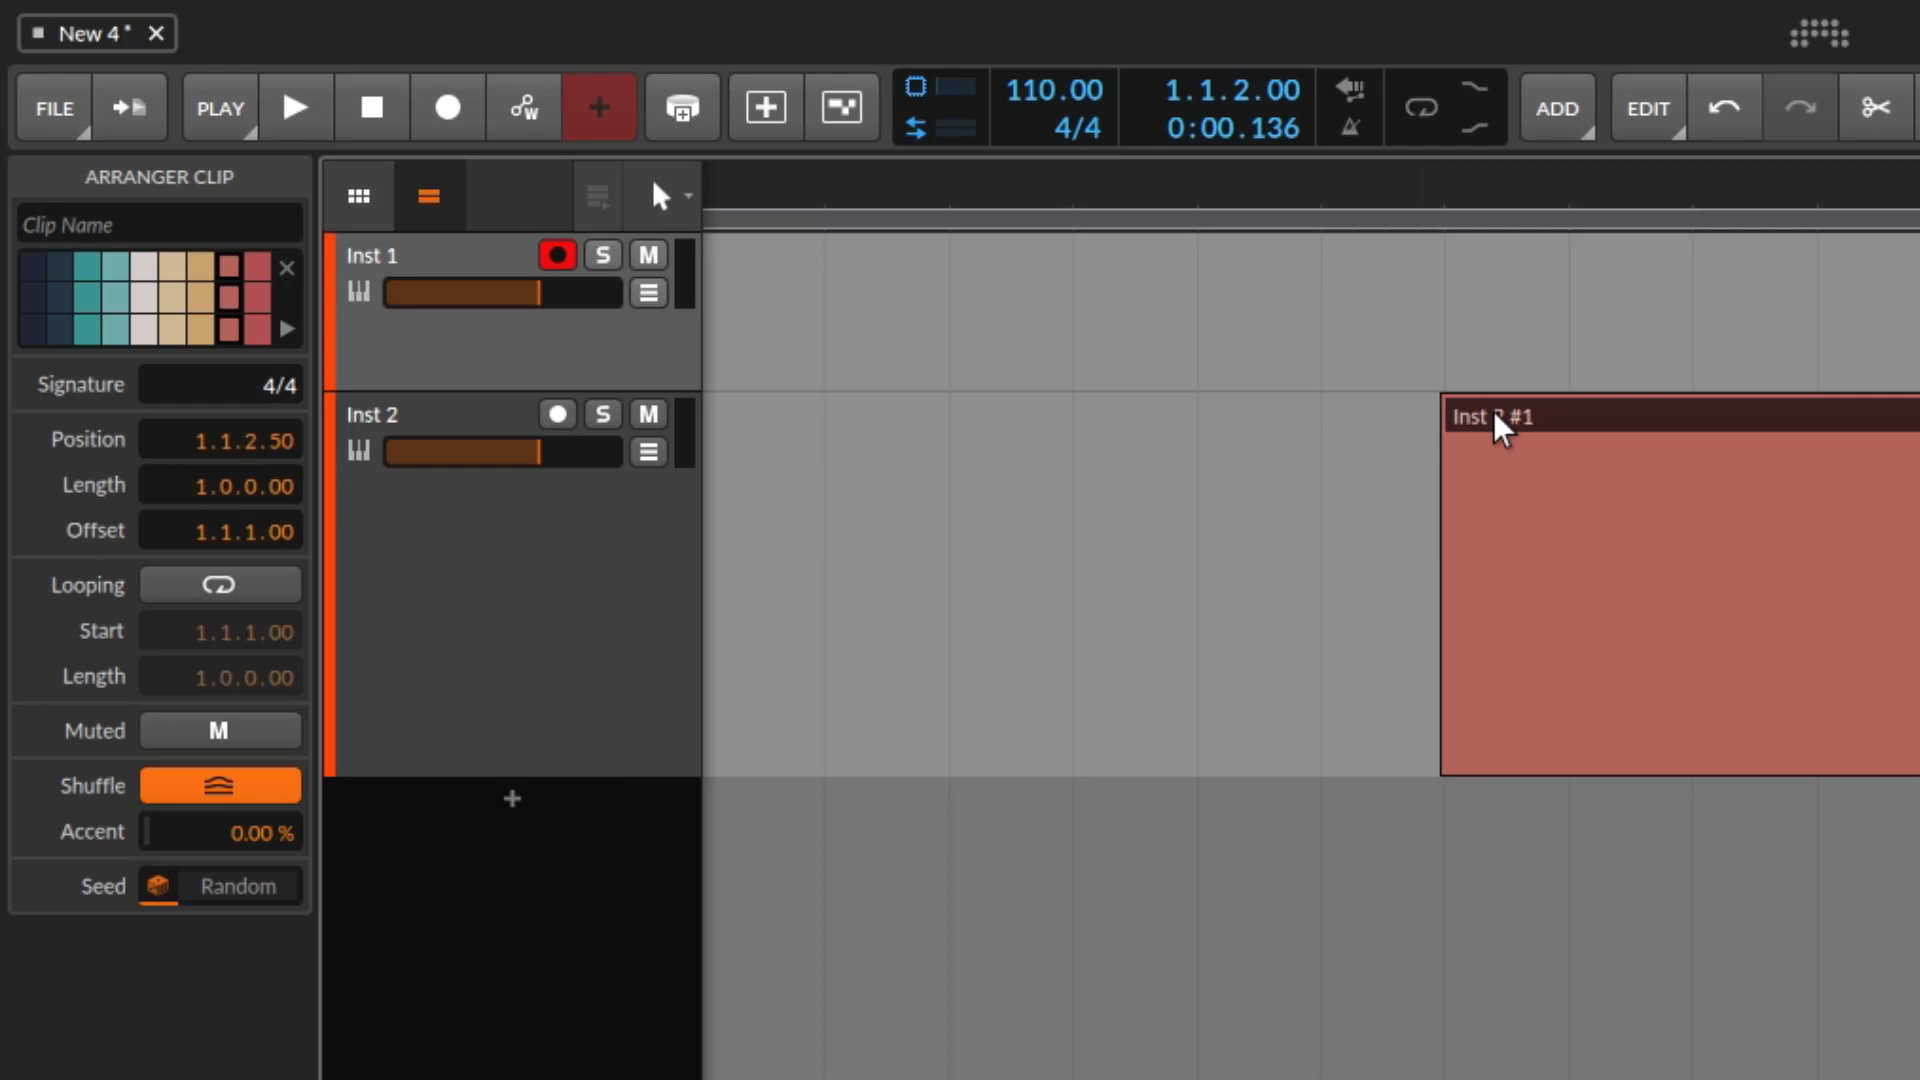 New 4*
FILE
PLAY
110.00
4/4
1.1.2.00
0:00.136
ADD
EDIT
ARRANGER CLIP
Clip Name
Signature 4/4
Position 1.1.2.50
Length 1.0.0.00
Offset 1.1.1.00
Looping
Start 1.1.1.00
Length 1.0.0.00
Muted M
Shuffle
Accent 0.00 %
Seed Random
Inst 1 S M
Inst 2 S M
Inst #1